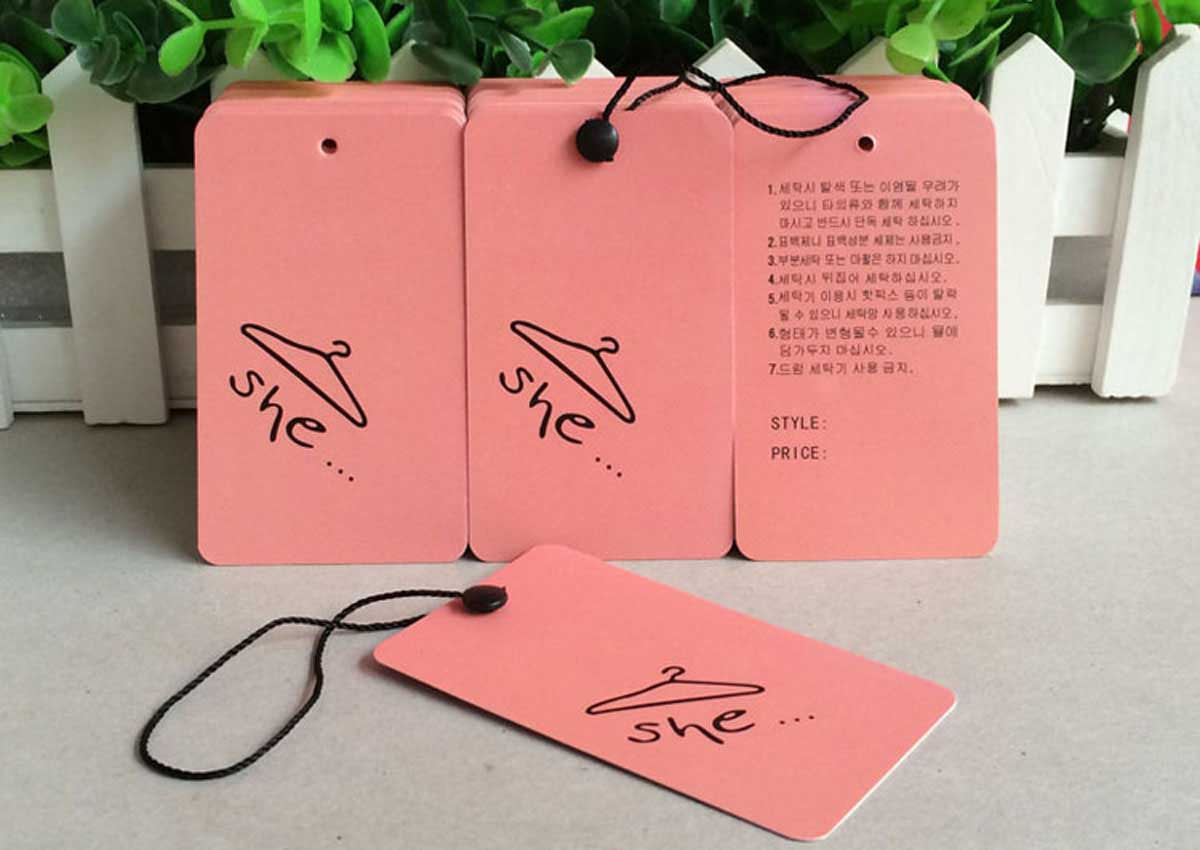 she...
she...
1.세탁시 탈색 또는 이염될 우려가
있으니 타의류와 함께 세탁하지
마시고 반드시 단독 세탁 하십시오.
2.표백제나 표백성분 세제는 사용금지.
3.부분세탁 또는 애벌은 하지 마십시오.
4.세탁시 뒤집어 세탁하십시오.
5.세탁기 이용시 핫픽스 등이 탈락
될 수 있으니 세탁망 사용하십시오.
6.형태가 변형될수 있으니 물에
담가두지 마십시오.
7.드럼 세탁기 사용 금지.
STYLE:
PRICE:
she...